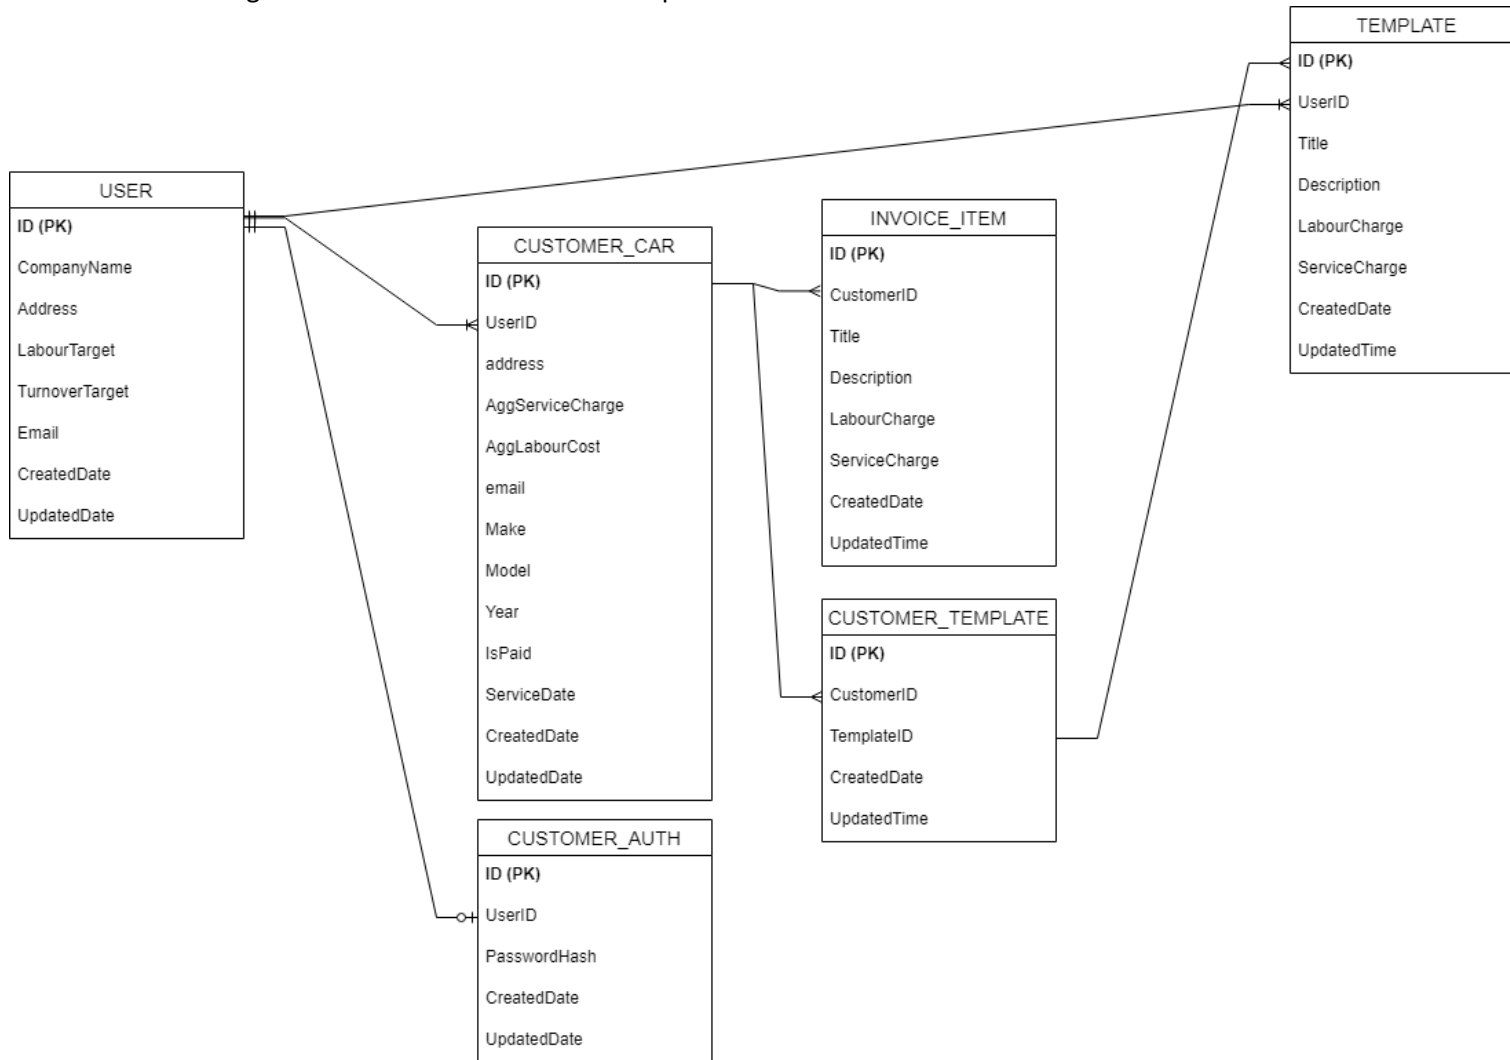 TEMPLATE
ID (PK)
UserID
Title
Description
LabourCharge
ServiceCharge
CreatedDate
UpdatedTime
USER
ID (PK)
CompanyName
Address
LabourTarget
TurnoverTarget
Email
CreatedDate
UpdatedDate
CUSTOMER_CAR
ID (PK)
UserID
address
AggServiceCharge
AggLabourCost
email
Make
Model
Year
IsPaid
ServiceDate
CreatedDate
UpdatedDate
INVOICE_ITEM
ID (PK)
CustomerID
Title
Description
LabourCharge
ServiceCharge
CreatedDate
UpdatedTime
CUSTOMER_TEMPLATE
ID (PK)
CustomerID
TemplateID
CreatedDate
UpdatedTime
CUSTOMER_AUTH
ID (PK)
UserID
PasswordHash
CreatedDate
UpdatedDate